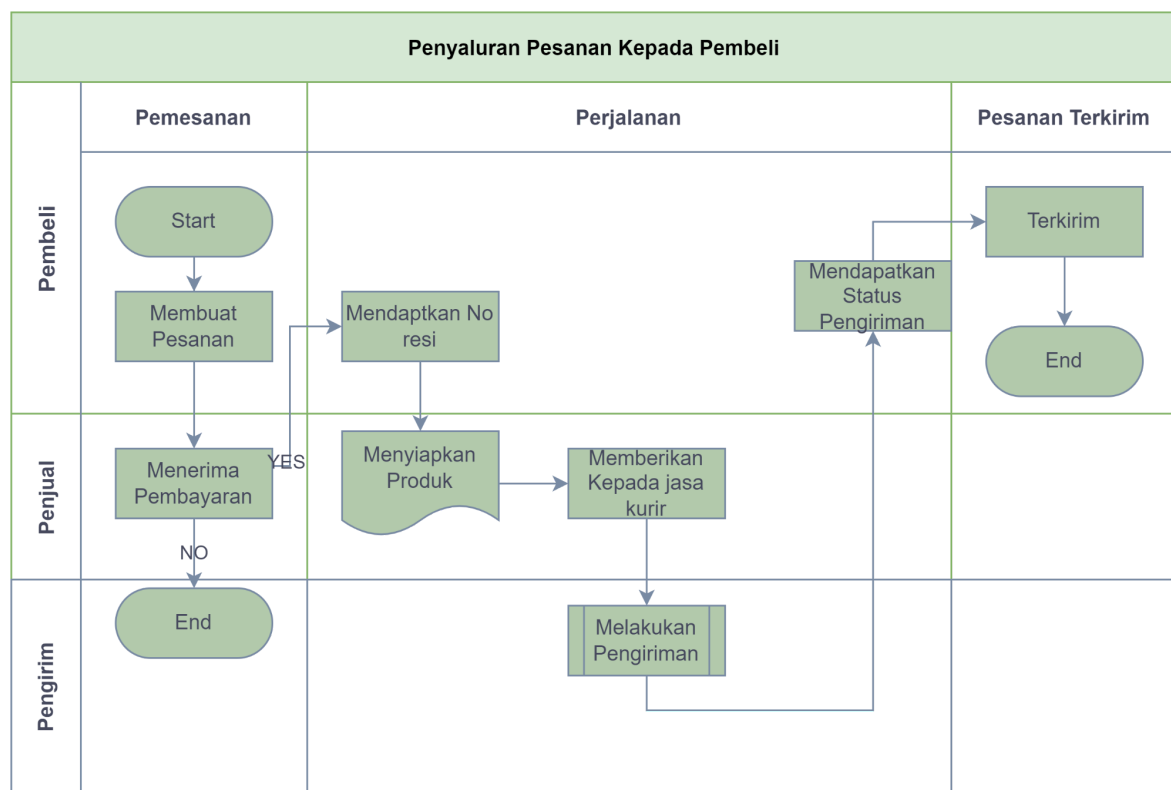 Penyaluran Pesanan Kepada Pembeli
Pemesanan
Perjalanan
Pesanan Terkirim
Pembeli
Start
Membuat
Pesanan
Mendaptkan No
resi
Mendapatkan
Status
Pengiriman
Terkirim
End
Penjual
Menerima
Pembayaran
YES
NO
Menyiapkan
Produk
Memberikan
Kepada jasa
kurir
Pengirim
End
Melakukan
Pengiriman